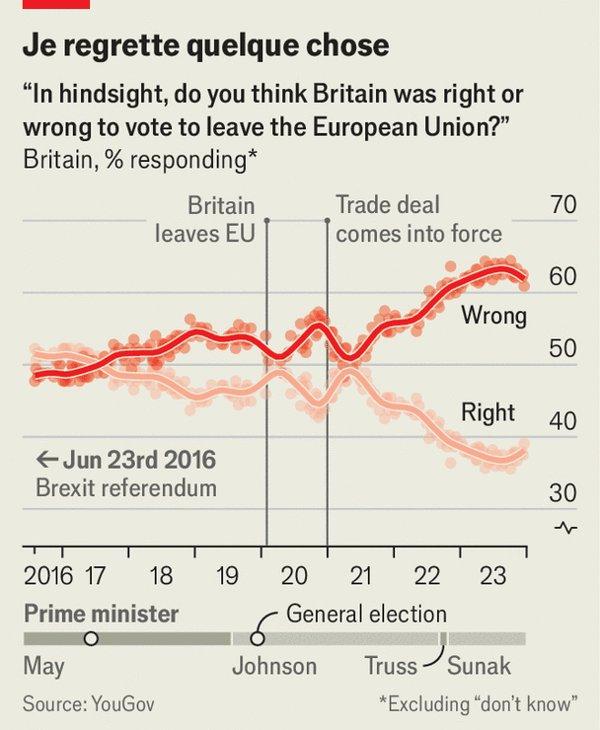 Je regrette quelque chose
“In hindsight, do you think Britain was right or
wrong to vote to leave the European Union?”
Britain, % responding*
Britain
leaves EU
Trade deal
comes into force
70
60
Wrong
50
Right
40
← Jun 23rd 2016
Brexit referendum
30
2016 17 18 19 20 21 22 23
Prime minister
General election
May Johnson Truss Sunak
Source: YouGov
*Excluding “don’t know”